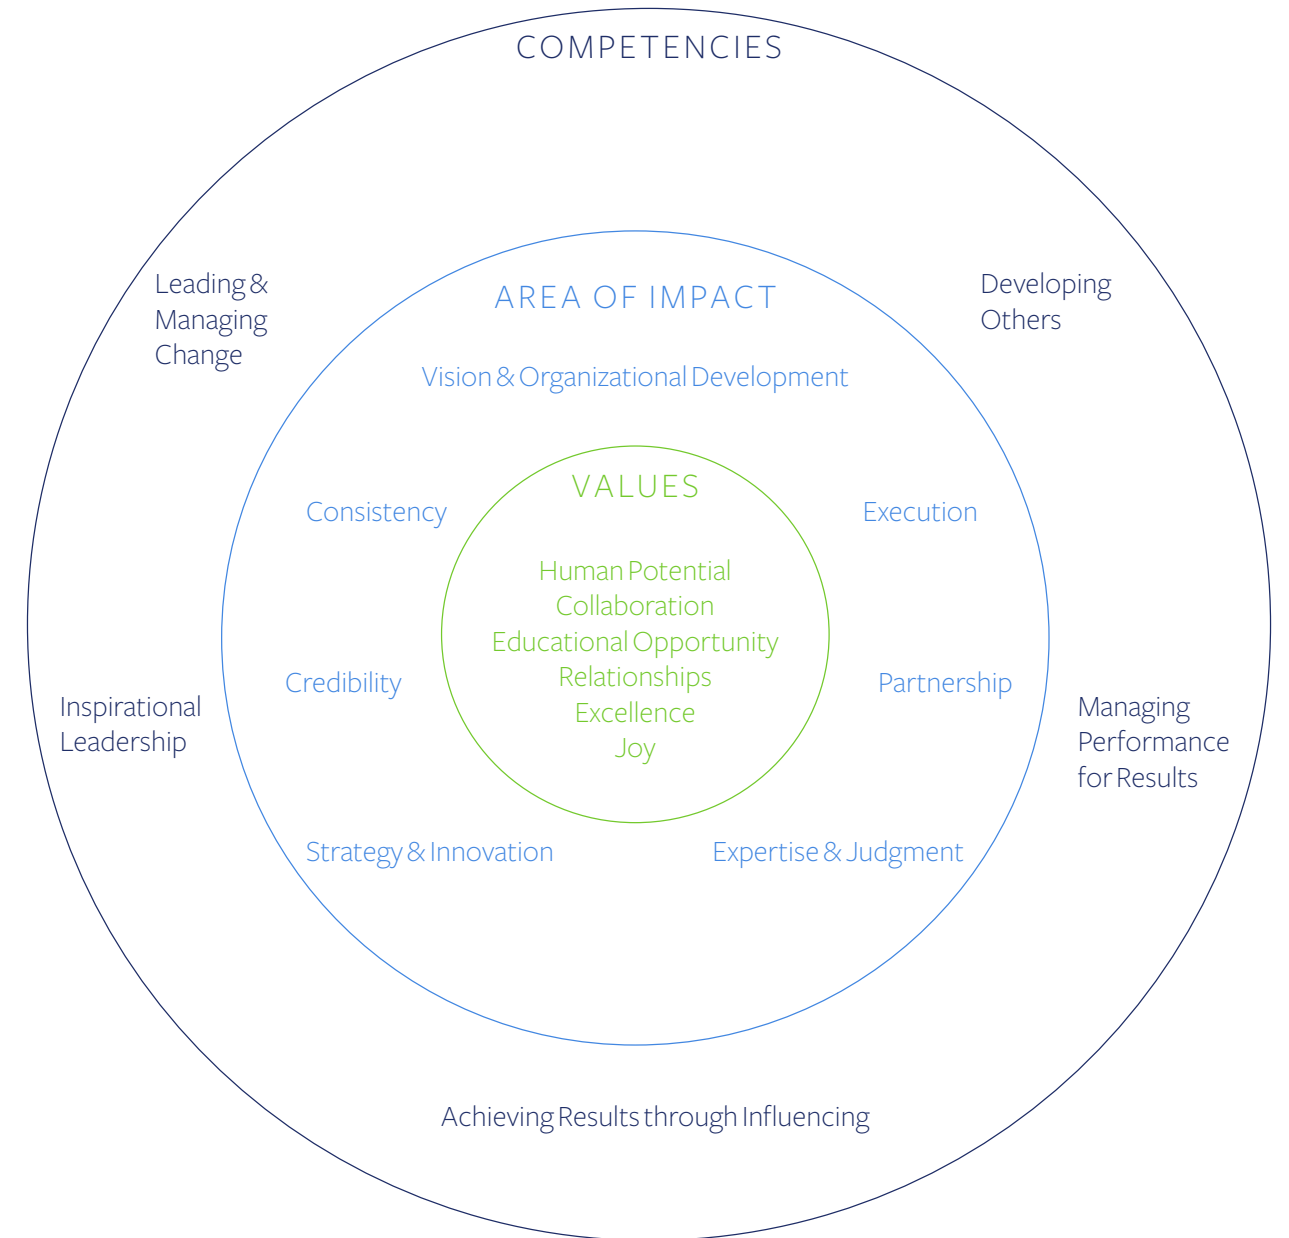 COMPETENCIES
Leading &
Managing
Change
Developing
Others
AREA OF IMPACT
Vision & Organizational Development
VALUES
Consistency
Execution
Human Potential
Collaboration
Educational Opportunity
Relationships
Excellence
Joy
Credibility
Partnership
Inspirational
Leadership
Managing
Performance
for Results
Strategy & Innovation
Expertise & Judgment
Achieving Results through Influencing